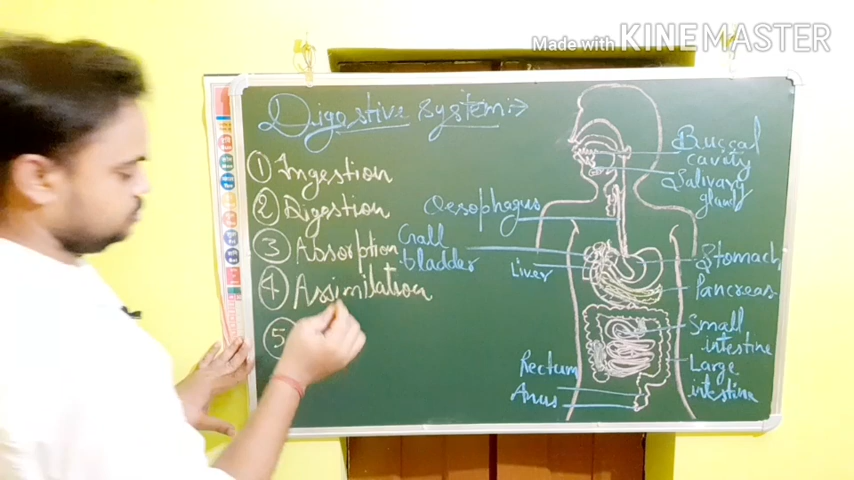 Made with KINEMASTER
Digestive system:→
① Ingestion
② Digestion
③ Absorption
④ Assimilation
⑤
Buccal
cavity
Salivary
gland
Oesophagus
Gall
bladder
Liver
Stomach
Pancreas
Small
intestine
Large
intestine
Rectum
Anus